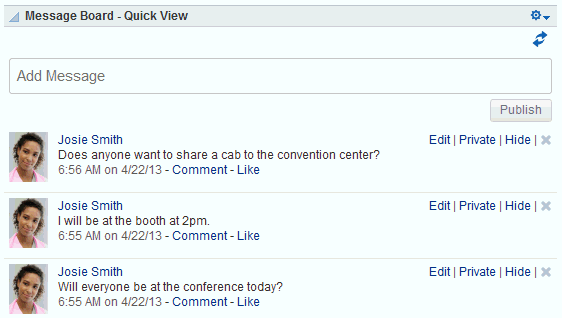 Message Board - Quick View
Add Message
Publish
Josie Smith Edit | Private | Hide |
Does anyone want to share a cab to the convention center?
6:56 AM on 4/22/13 - Comment - Like
Josie Smith Edit | Private | Hide |
I will be at the booth at 2pm.
6:55 AM on 4/22/13 - Comment - Like
Josie Smith Edit | Private | Hide |
Will everyone be at the conference today?
6:55 AM on 4/22/13 - Comment - Like